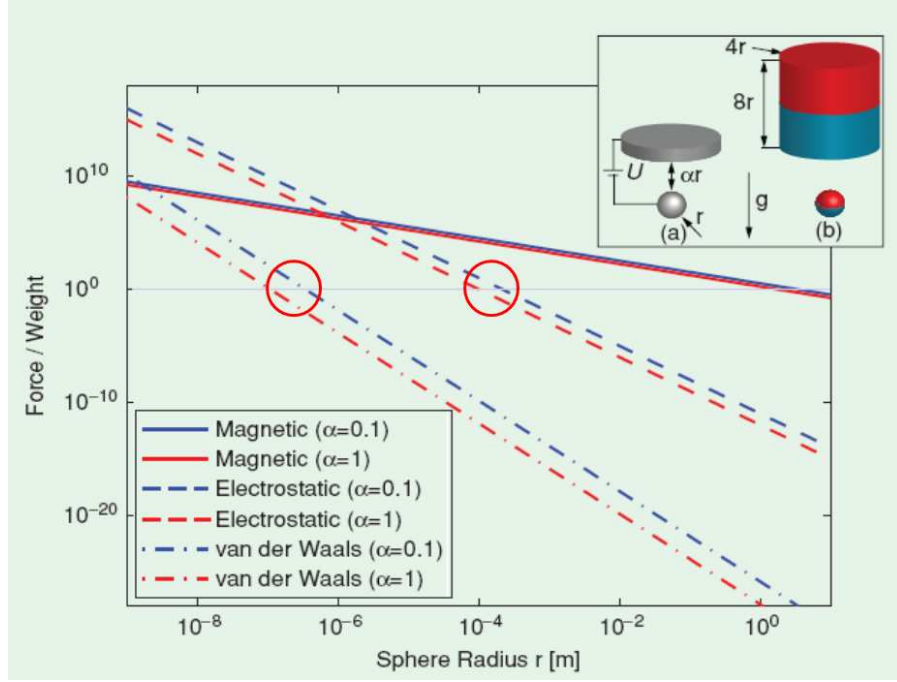 4r
8r
U
αr
g
r
(a)
(b)
10^10
10^0
10^-10
10^-20
Force / Weight
Magnetic (α=0.1)
Magnetic (α=1)
Electrostatic (α=0.1)
Electrostatic (α=1)
van der Waals (α=0.1)
van der Waals (α=1)
10^-8 10^-6 10^-4 10^-2 10^0
Sphere Radius r [m]